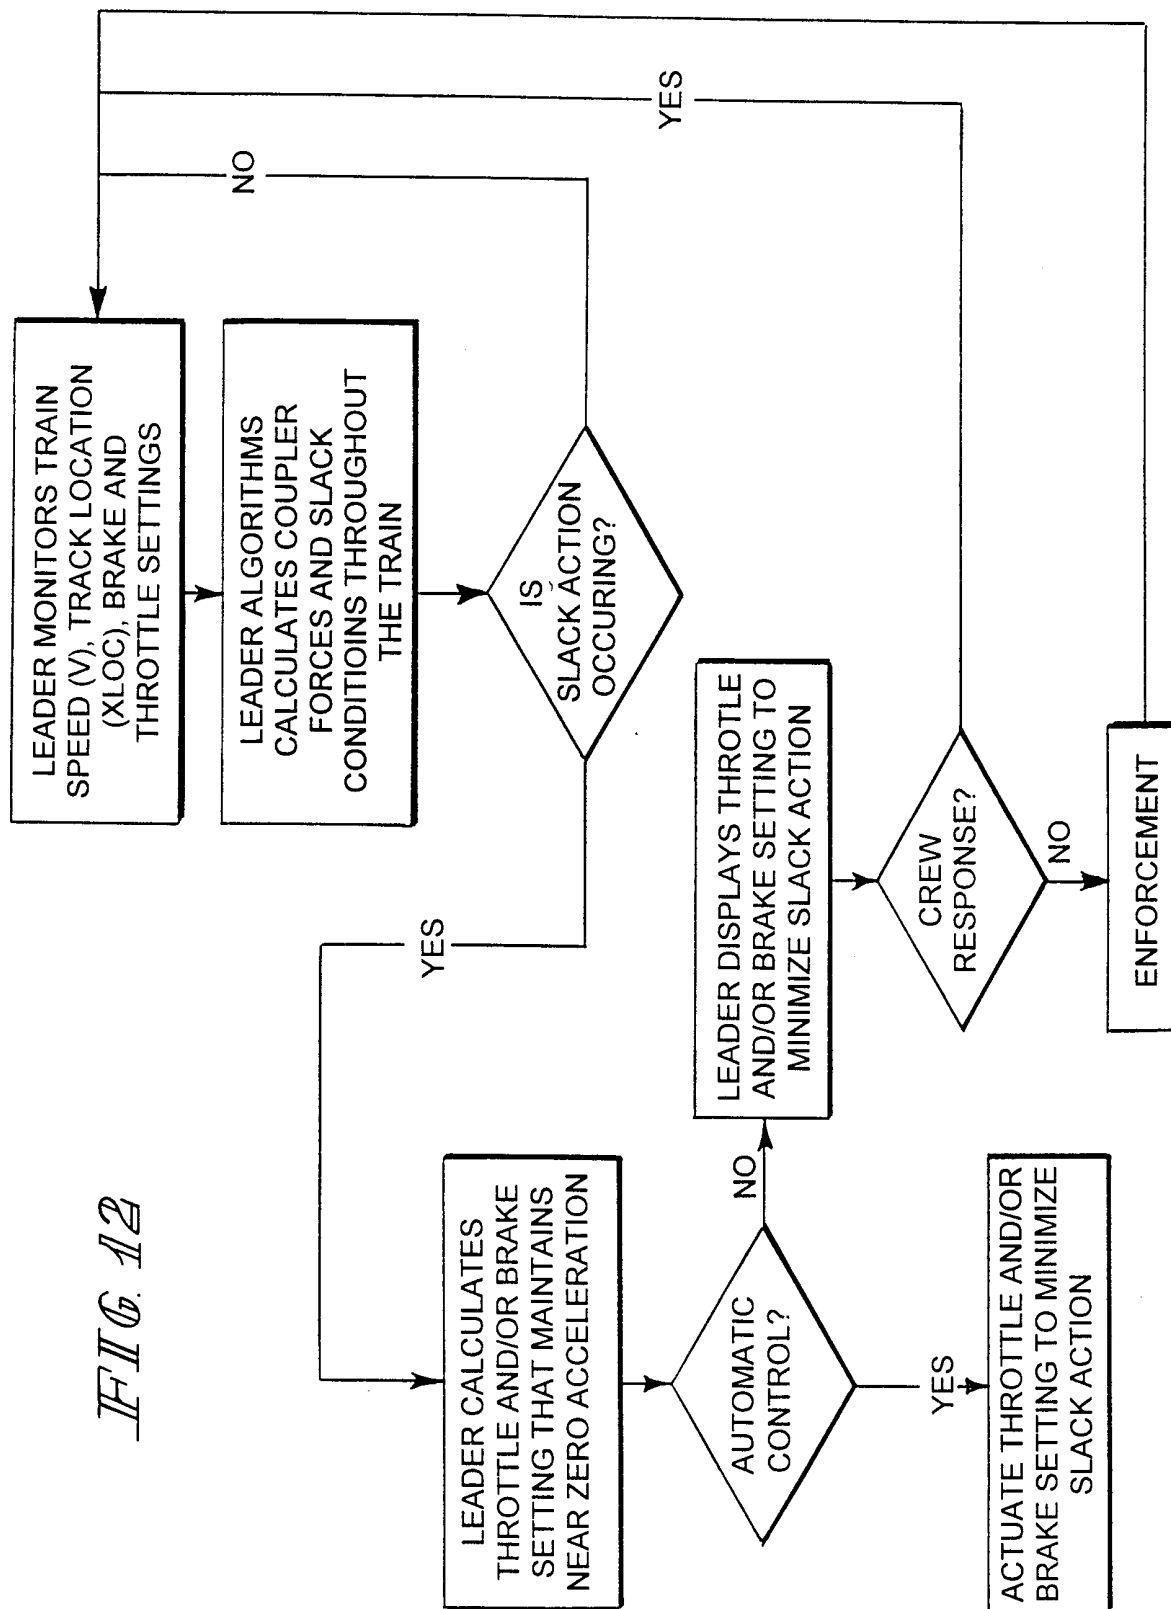 FIG. 12
LEADER MONITORS TRAIN
SPEED (V), TRACK LOCATION
(XLOC), BRAKE AND
THROTTLE SETTINGS
LEADER ALGORITHMS
CALCULATES COUPLER
FORCES AND SLACK
CONDITIOINS THROUGHOUT
THE TRAIN
IS
SLACK ACTION
OCCURING?
NO
YES
LEADER CALCULATES
THROTTLE AND/OR BRAKE
SETTING THAT MAINTAINS
NEAR ZERO ACCELERATION
AUTOMATIC
CONTROL?
NO
YES
ACTUATE THROTTLE AND/OR
BRAKE SETTING TO MINIMIZE
SLACK ACTION
LEADER DISPLAYS THROTLE
AND/OR BRAKE SETTING TO
MINIMIZE SLACK ACTION
CREW
RESPONSE?
YES
NO
ENFORCEMENT